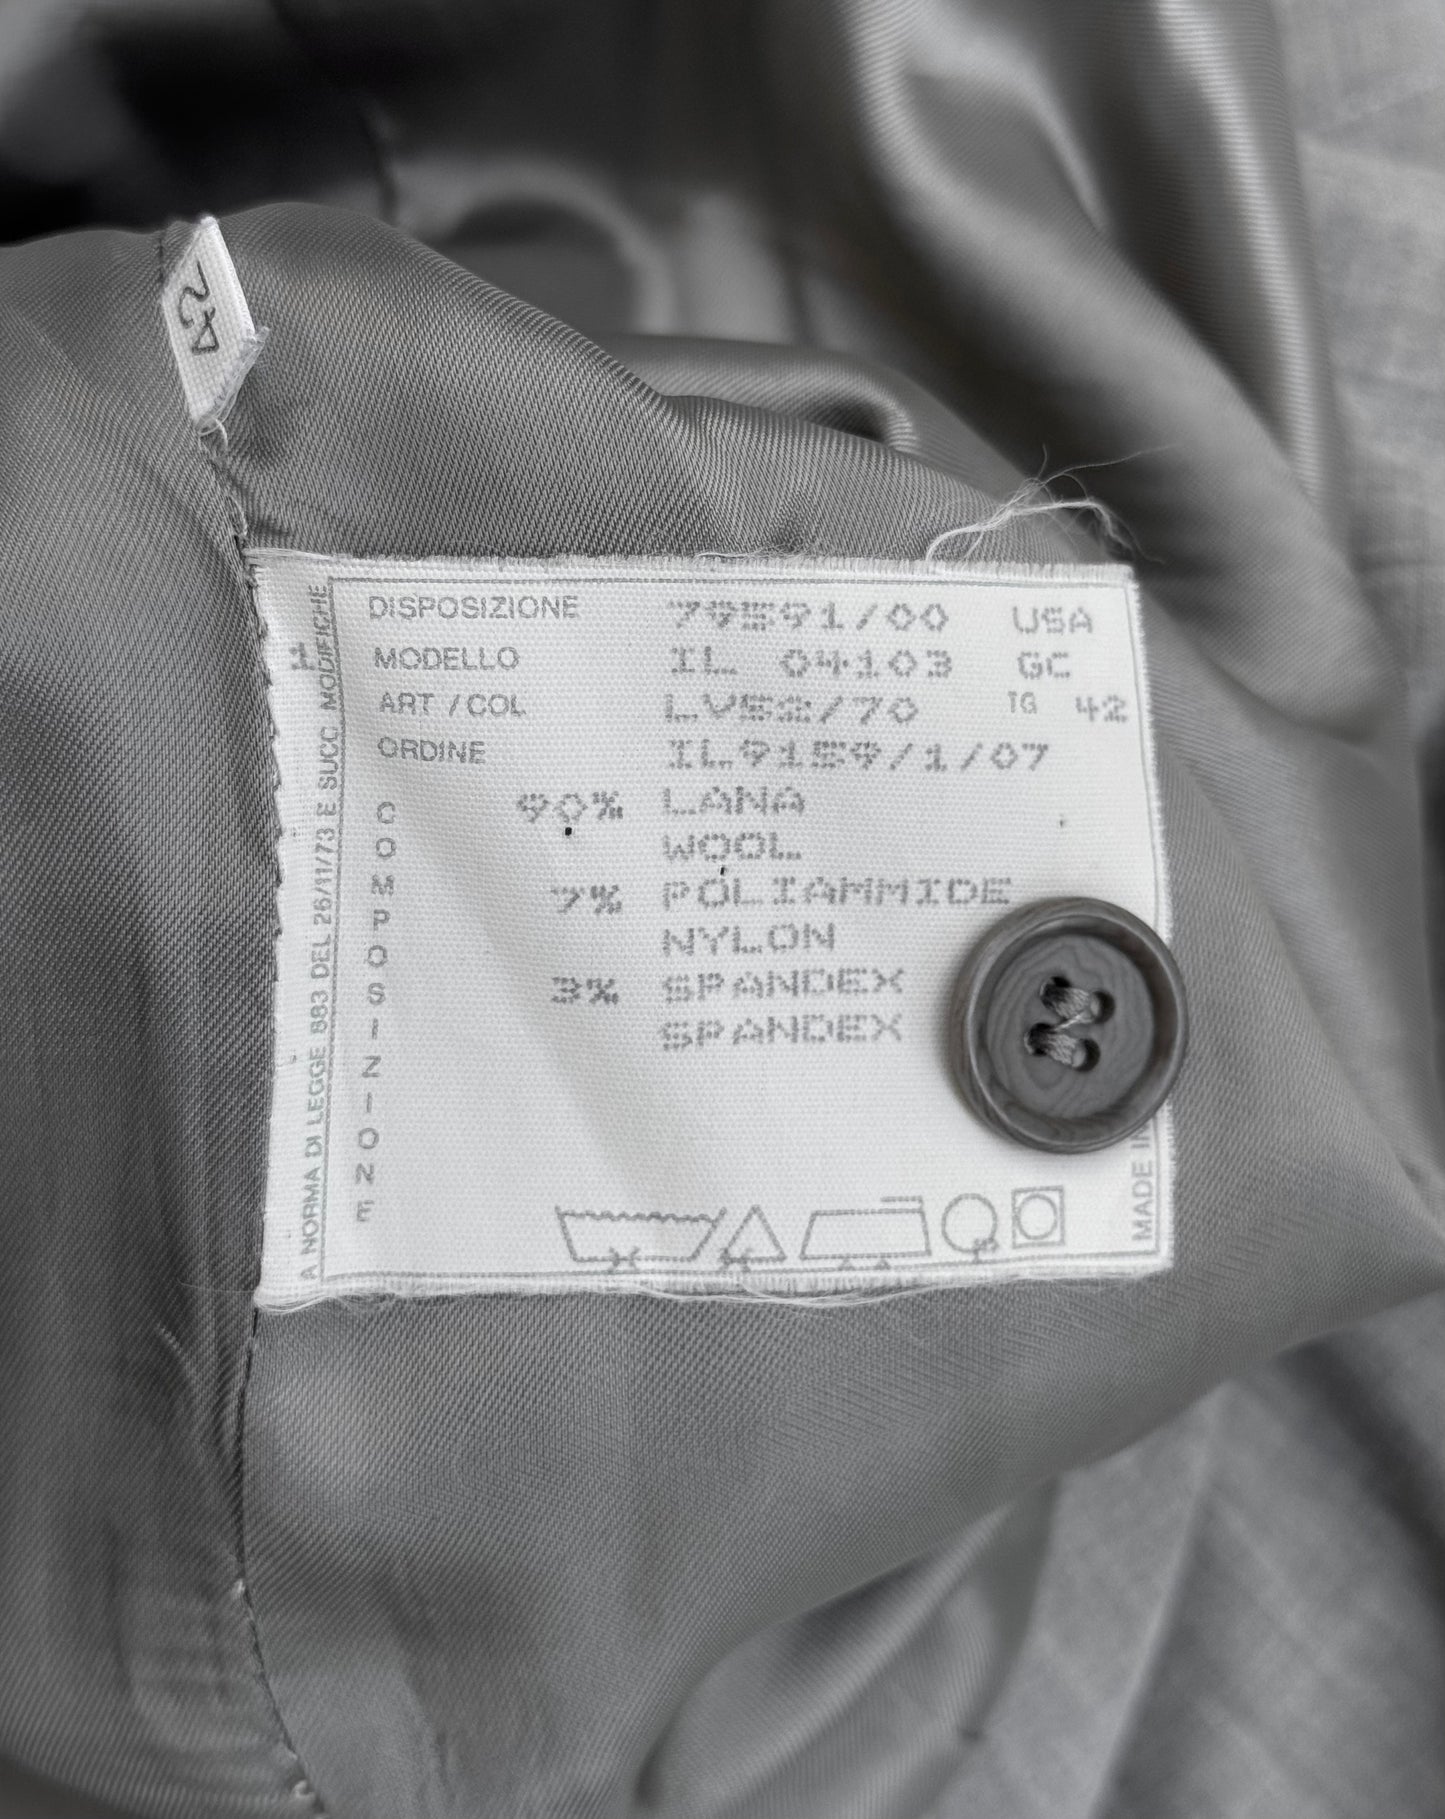 42
DISPOSIZIONE 79591/00 USA
MODELLO IL 04103 GC
ART / COL LV52/70 TG 42
ORDINE IL9159/1/07
COMPOSIZIONE
90% LANA
WOOL
7% POLIAMMIDE
NYLON
3% SPANDEX
SPANDEX
1
A NORMA DI LEGGE 883 DEL 26/11/73 E SUCC. MODIFICHE
MADE IN
P